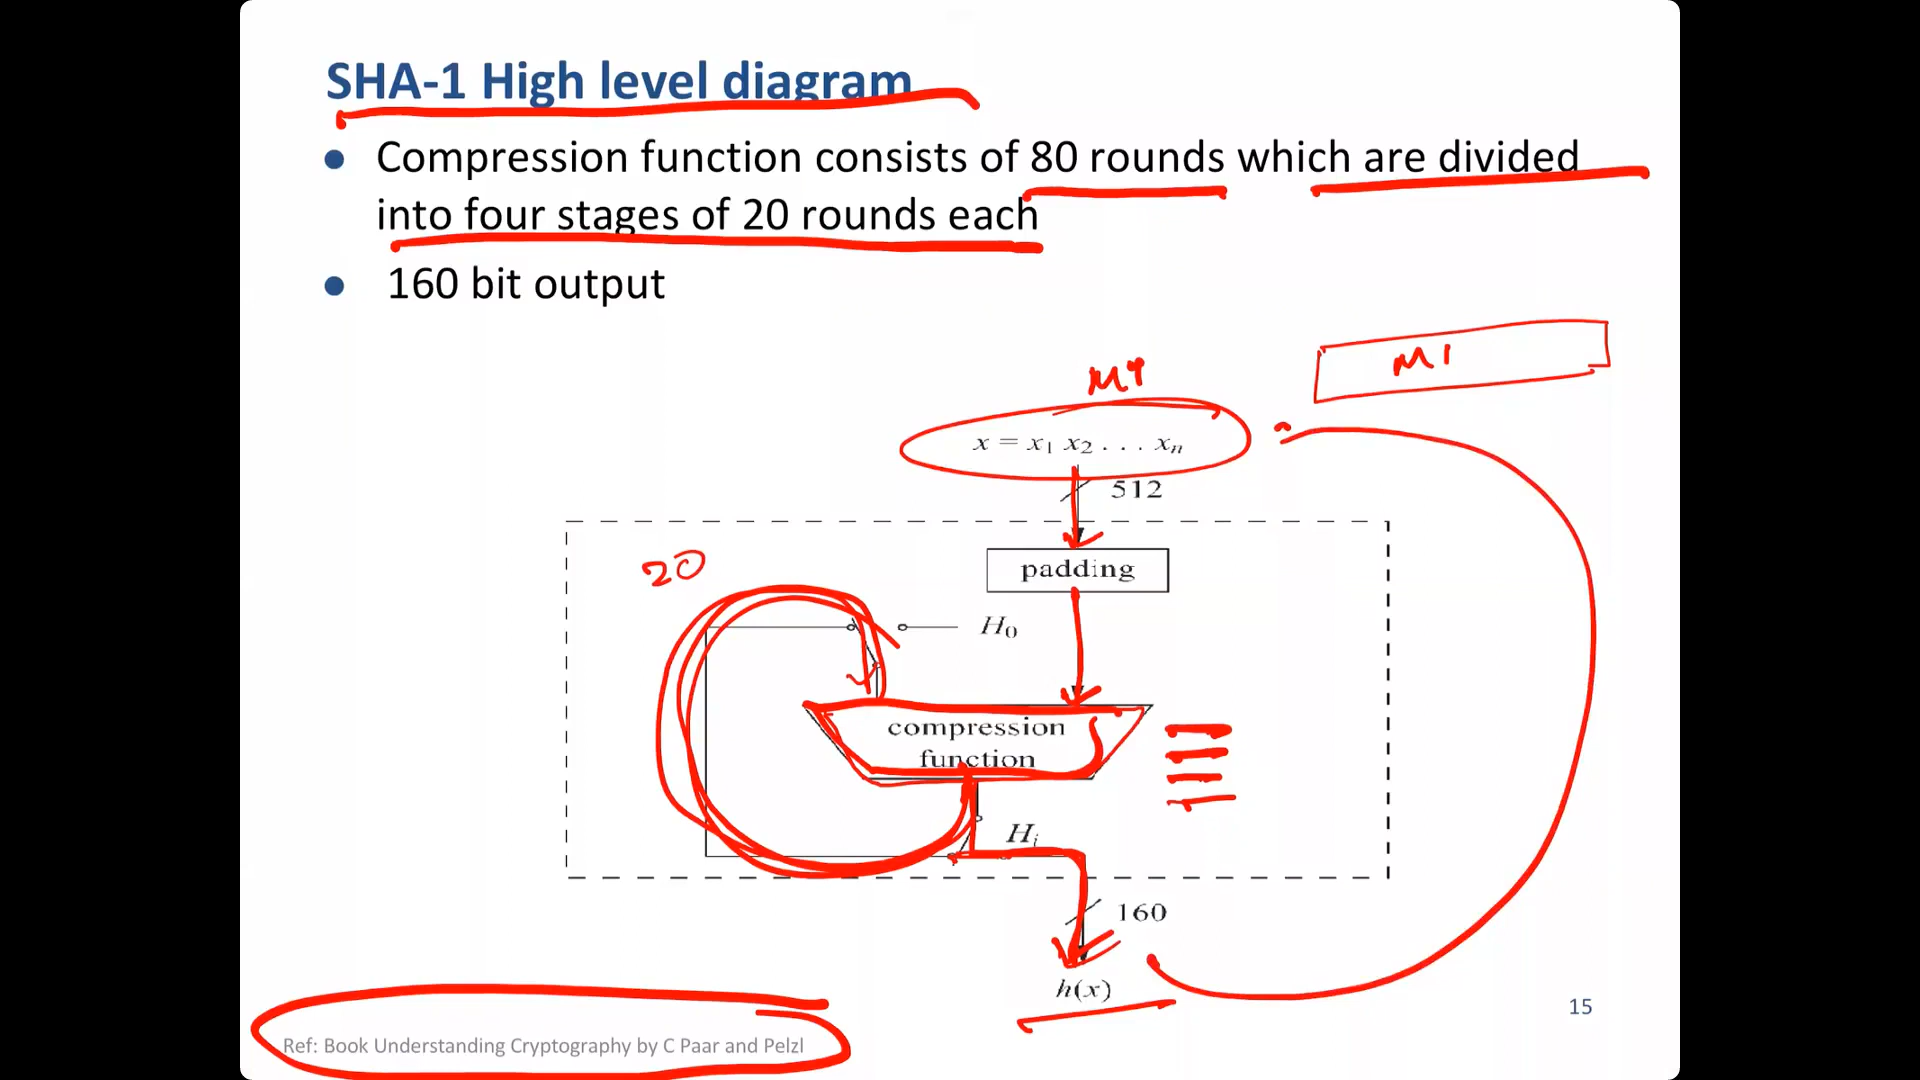 SHA-1 High level diagram
Compression function consists of 80 rounds which are divided
into four stages of 20 rounds each
160 bit output
M1
x = x₁ x₂ . . . xₙ
512
padding
20
H₀
compression
function
Hᵢ
160
h(x)
15
Ref: Book Understanding Cryptography by C Paar and Pelzl